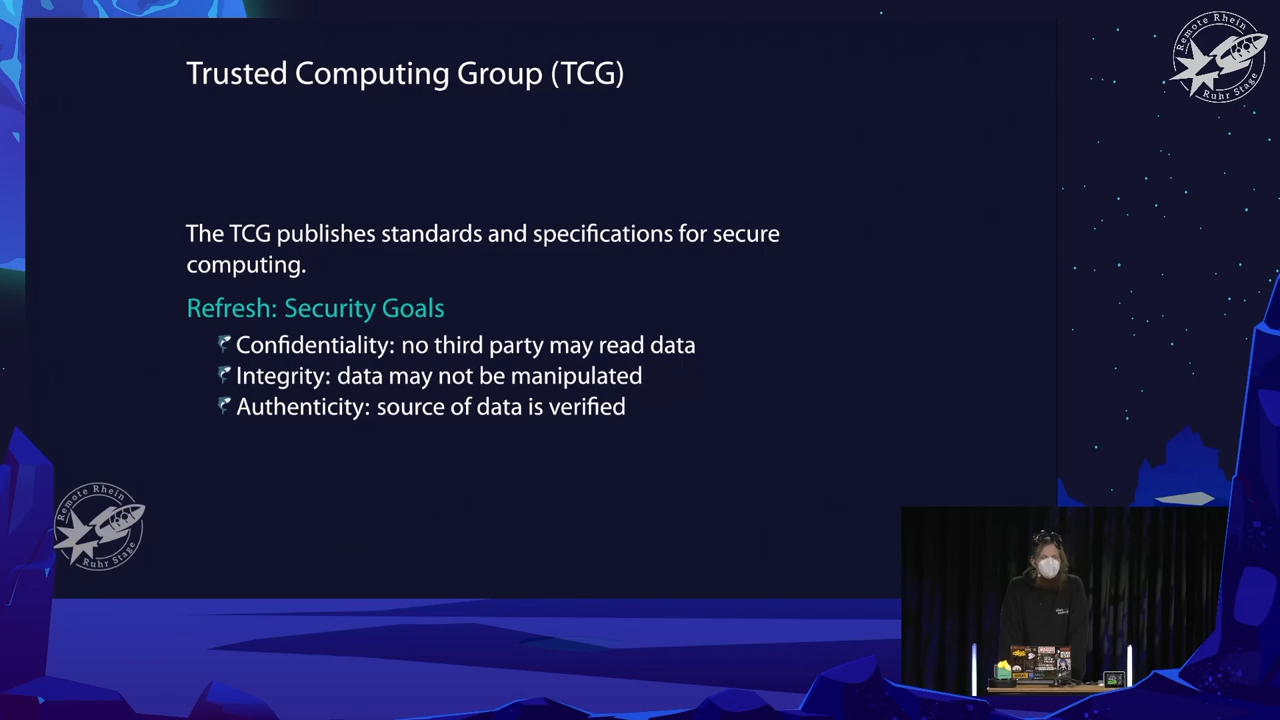 Trusted Computing Group (TCG)
The TCG publishes standards and specifications for secure
computing.
Refresh: Security Goals
Confidentiality: no third party may read data
Integrity: data may not be manipulated
Authenticity: source of data is verified
Remote Rhein
Ruhr Stage
Remote Rhein
Ruhr Stage